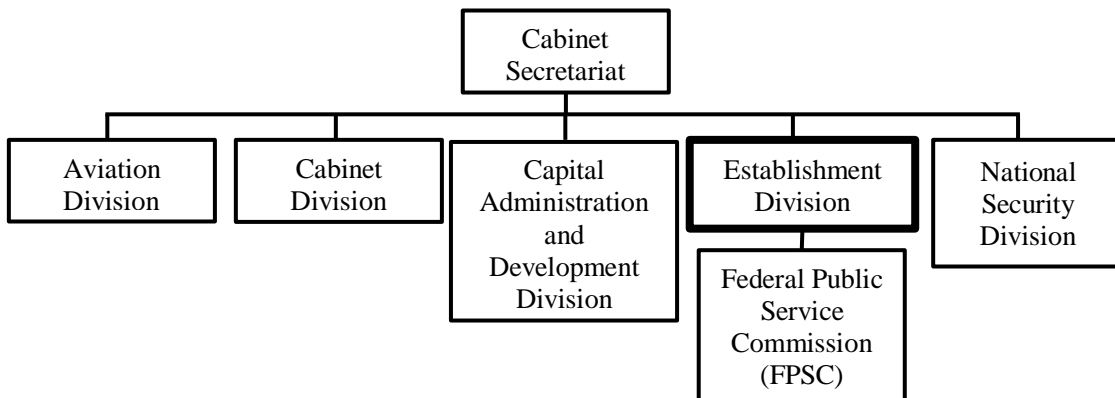 Cabinet
Secretariat
Aviation
Division
Cabinet
Division
Capital
Administration
and
Development
Division
Establishment
Division
National
Security
Division
Federal Public
Service
Commission
(FPSC)